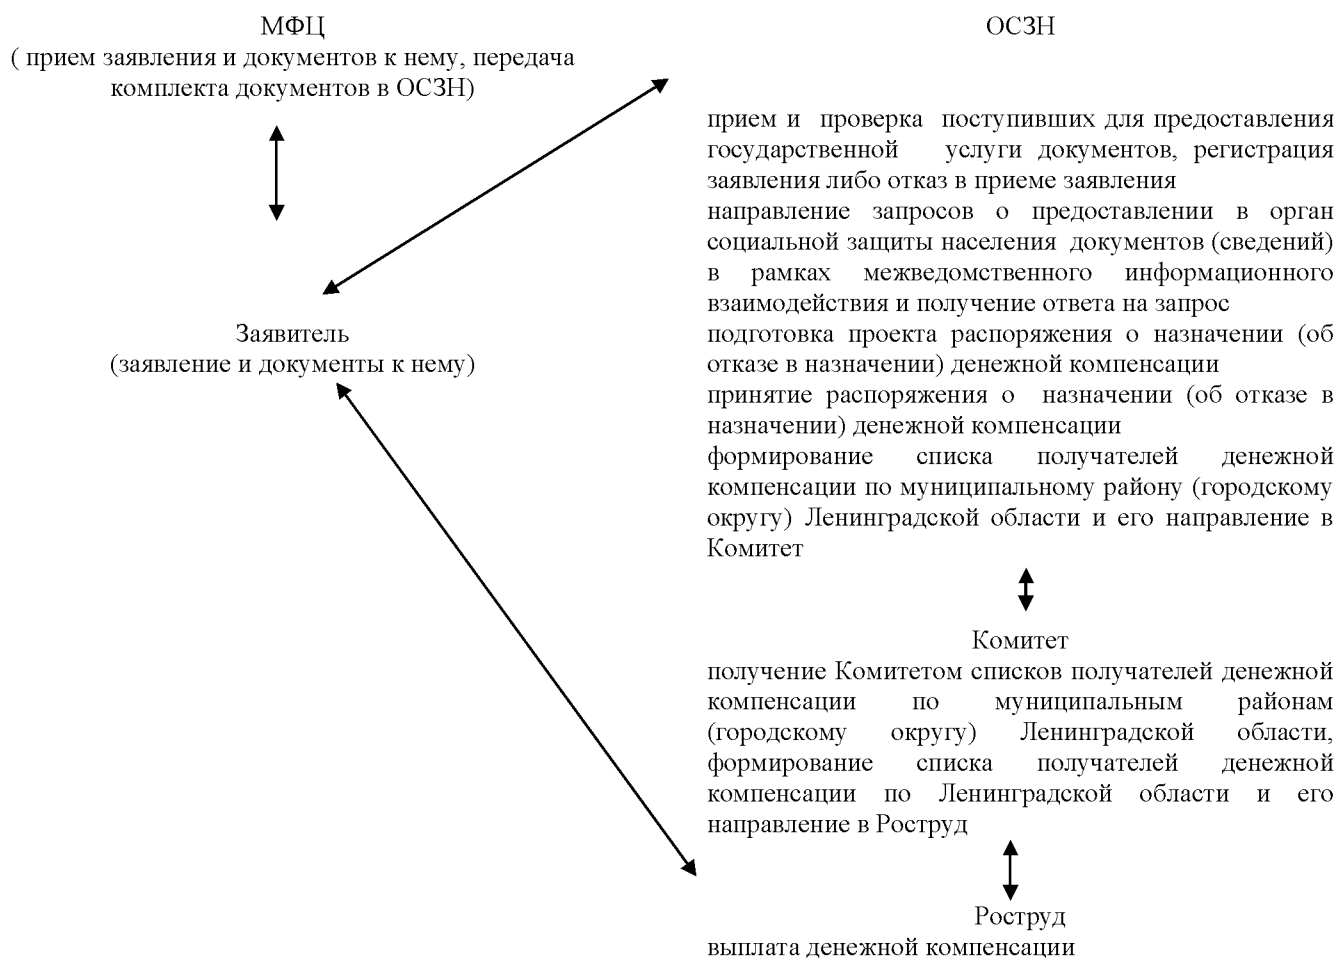 МФЦ
( прием заявления и документов к нему, передача
комплекта документов в ОСЗН)
Заявитель
(заявление и документы к нему)
ОСЗН
прием и проверка поступивших для предоставления
государственной услуги документов, регистрация
заявления либо отказ в приеме заявления
направление запросов о предоставлении в орган
социальной защиты населения документов (сведений)
в рамках межведомственного информационного
взаимодействия и получение ответа на запрос
подготовка проекта распоряжения о назначении (об
отказе в назначении) денежной компенсации
принятие распоряжения о назначении (об отказе в
назначении) денежной компенсации
формирование списка получателей денежной
компенсации по муниципальному району (городскому
округу) Ленинградской области и его направление в
Комитет
Комитет
получение Комитетом списков получателей денежной
компенсации по муниципальным районам
(городскому округу) Ленинградской области,
формирование списка получателей денежной
компенсации по Ленинградской области и его
направление в Роструд
Роструд
выплата денежной компенсации